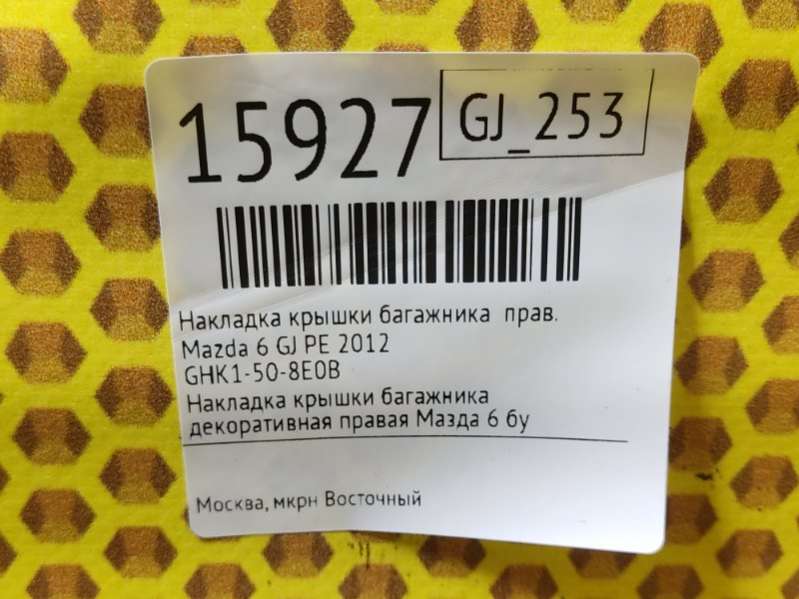 15927
GJ_253
Накладка крышки багажника прав.
Mazda 6 GJ PE 2012
GHK1-50-8E0B
Накладка крышки багажника
декоративная правая Мазда 6 бу
Москва, мкрн Восточный